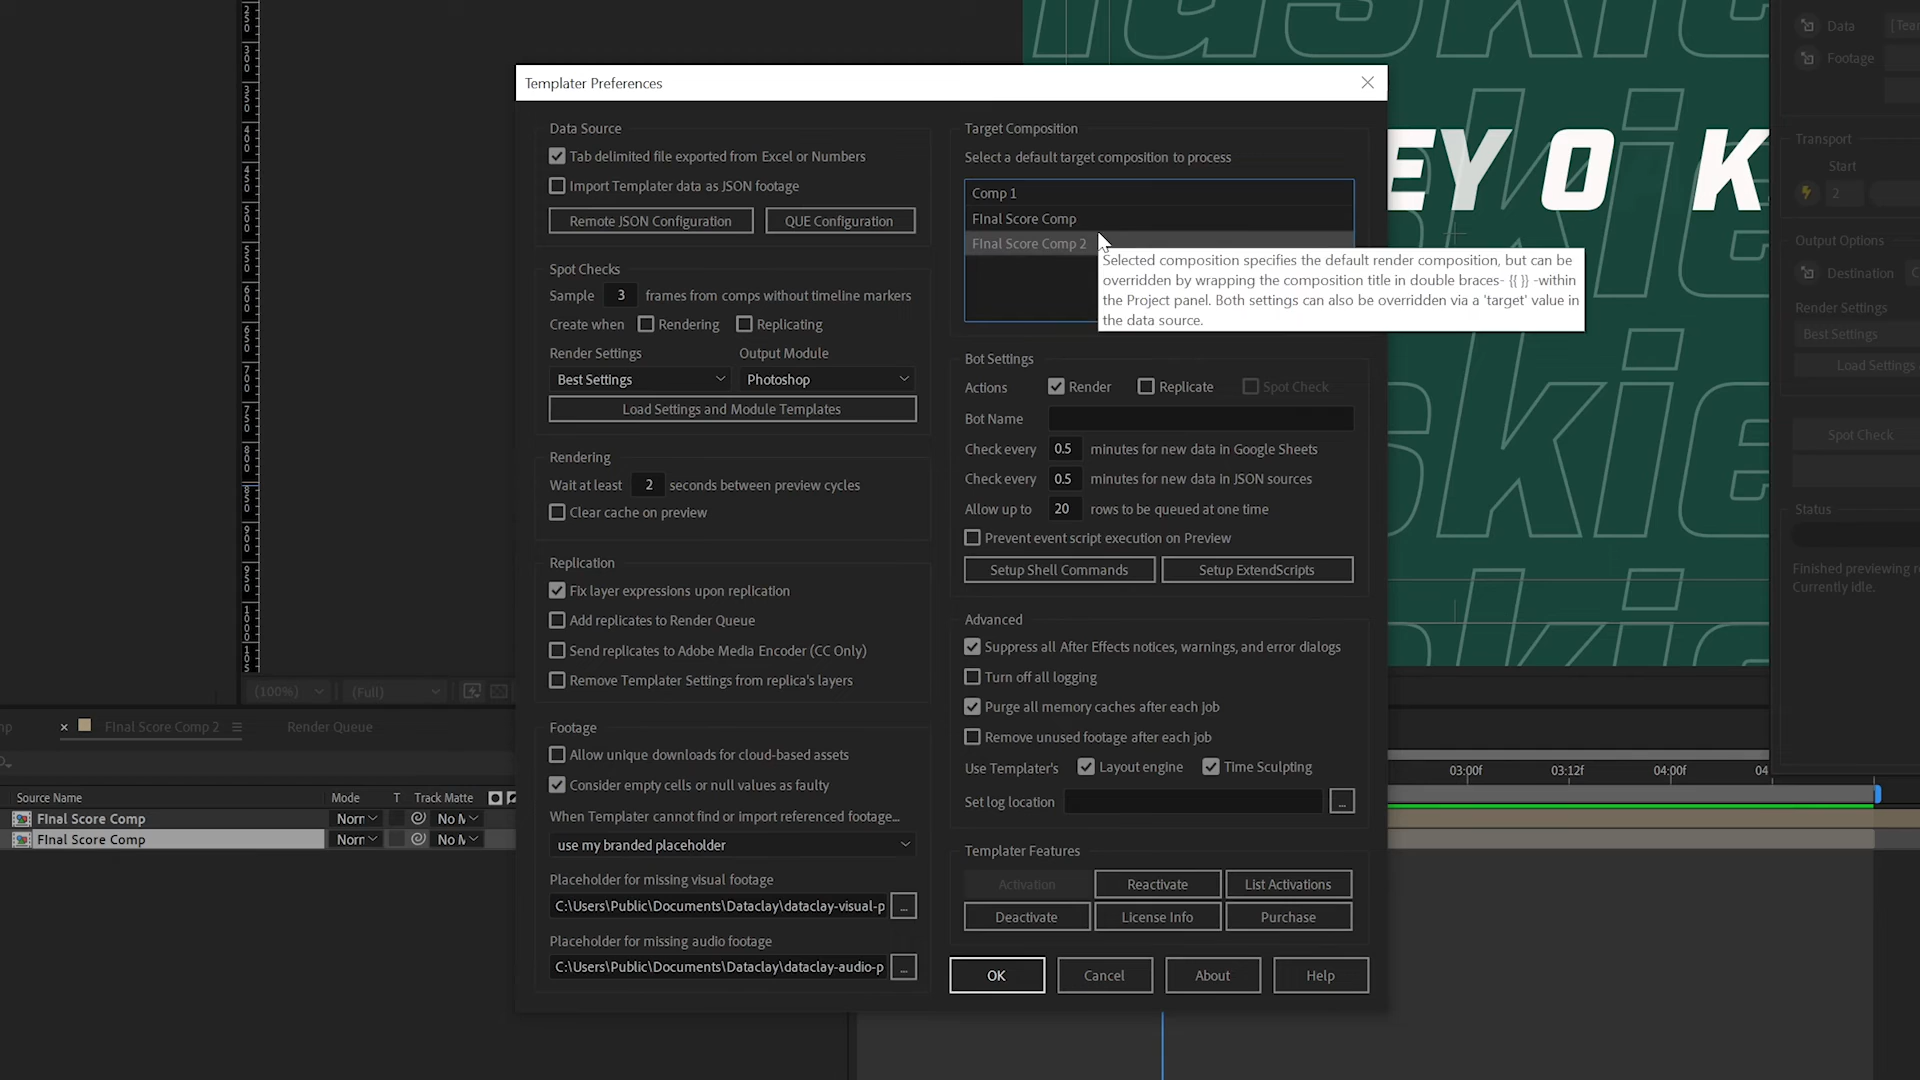 Templater Preferences
Data Source
Tab delimited file exported from Excel or Numbers
Import Templater data as JSON footage
Remote JSON Configuration
QUE Configuration
Spot Checks
Sample 3 frames from comps without timeline markers
Create when Rendering Replicating
Render Settings Output Module
Best Settings Photoshop
Load Settings and Module Templates
Rendering
Wait at least 2 seconds between preview cycles
Clear cache on preview
Replication
Fix layer expressions upon replication
Add replicates to Render Queue
Send replicates to Adobe Media Encoder (CC Only)
Remove Templater Settings from replica's layers
Footage
Allow unique downloads for cloud-based assets
Consider empty cells or null values as faulty
When Templater cannot find or import referenced footage...
use my branded placeholder
Placeholder for missing visual footage
C:\Users\Public\Documents\Dataclay\dataclay-visual-p ...
Placeholder for missing audio footage
C:\Users\Public\Documents\Dataclay\dataclay-audio-p ...
Target Composition
Select a default target composition to process
Comp 1
FInal Score Comp
FInal Score Comp 2
Selected composition specifies the default render composition, but can be
overridden by wrapping the composition title in double braces- {{ }} -within
the Project panel. Both settings can also be overridden via a 'target' value in
the data source.
Bot Settings
Actions Render Replicate Spot Check
Bot Name
Check every 0.5 minutes for new data in Google Sheets
Check every 0.5 minutes for new data in JSON sources
Allow up to 20 rows to be queued at one time
Prevent event script execution on Preview
Setup Shell Commands
Setup ExtendScripts
Advanced
Suppress all After Effects notices, warnings, and error dialogs
Turn off all logging
Purge all memory caches after each job
Remove unused footage after each job
Use Templater's Layout engine Time Sculpting
Set log location ...
Templater Features
Activation Reactivate List Activations
Deactivate License Info Purchase
OK Cancel About Help
EY O K
skie
Data [Tear
Footage
Transport
Start
2
Output Options
Destination
Render Settings
Best Settings
Load Settings
Spot Check
Status
Finished previewing r
Currently idle.
(100%) (Full)
FInal Score Comp 2 Render Queue
Source Name Mode T Track Matte
FInal Score Comp Norr No M
FInal Score Comp Norr No M
03:00f 03:12f 04:00f 04